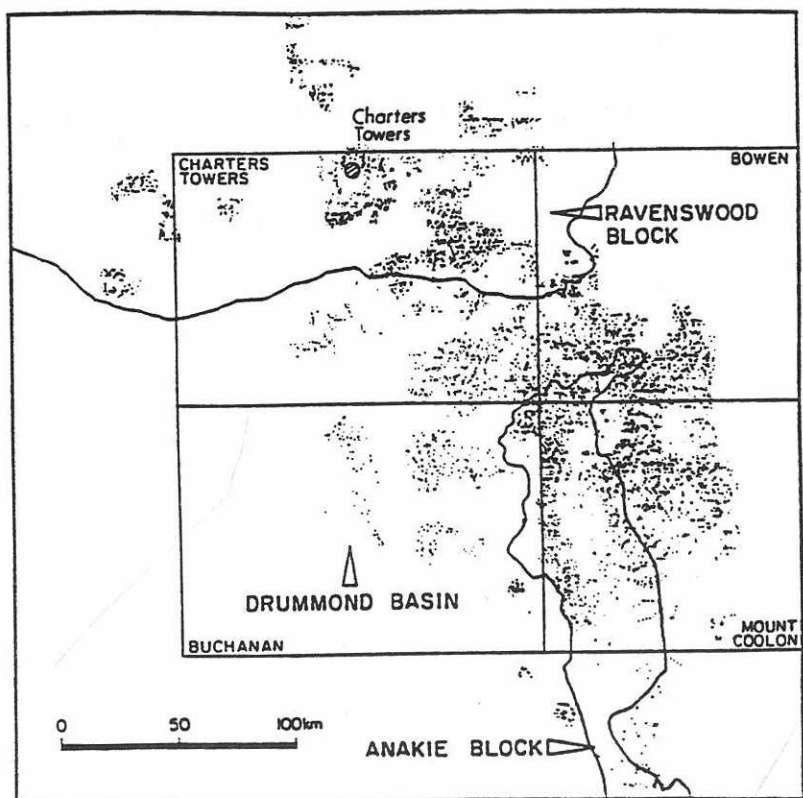 Charters
Towers
CHARTERS
TOWERS
BOWEN
RAVENSWOOD
BLOCK
DRUMMOND BASIN
BUCHANAN
MOUNT
COOLON
0 50 100km
ANAKIE BLOCK